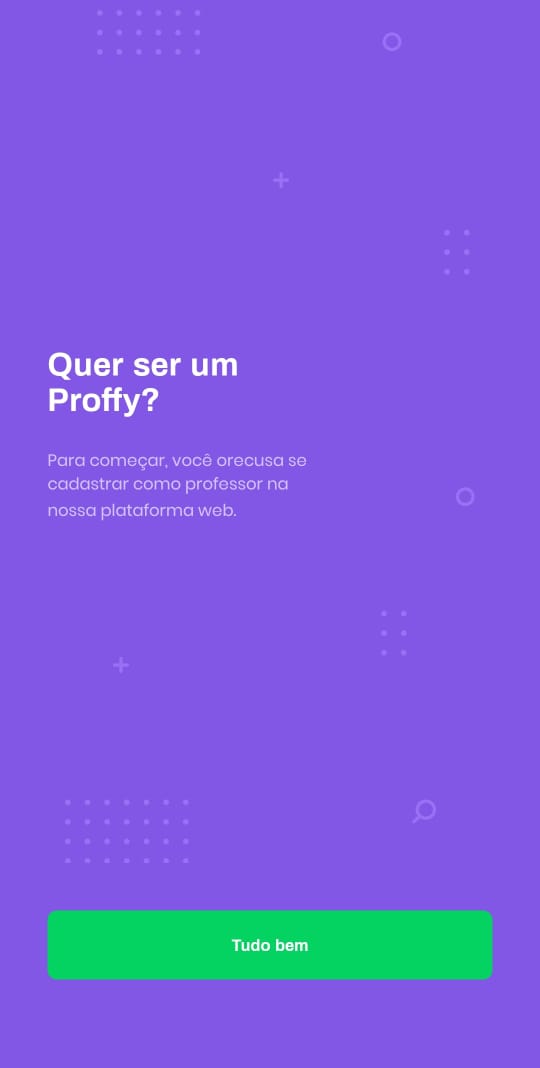 Quer ser um
Proffy?
Para começar, você orecusa se
cadastrar como professor na
nossa plataforma web.
Tudo bem